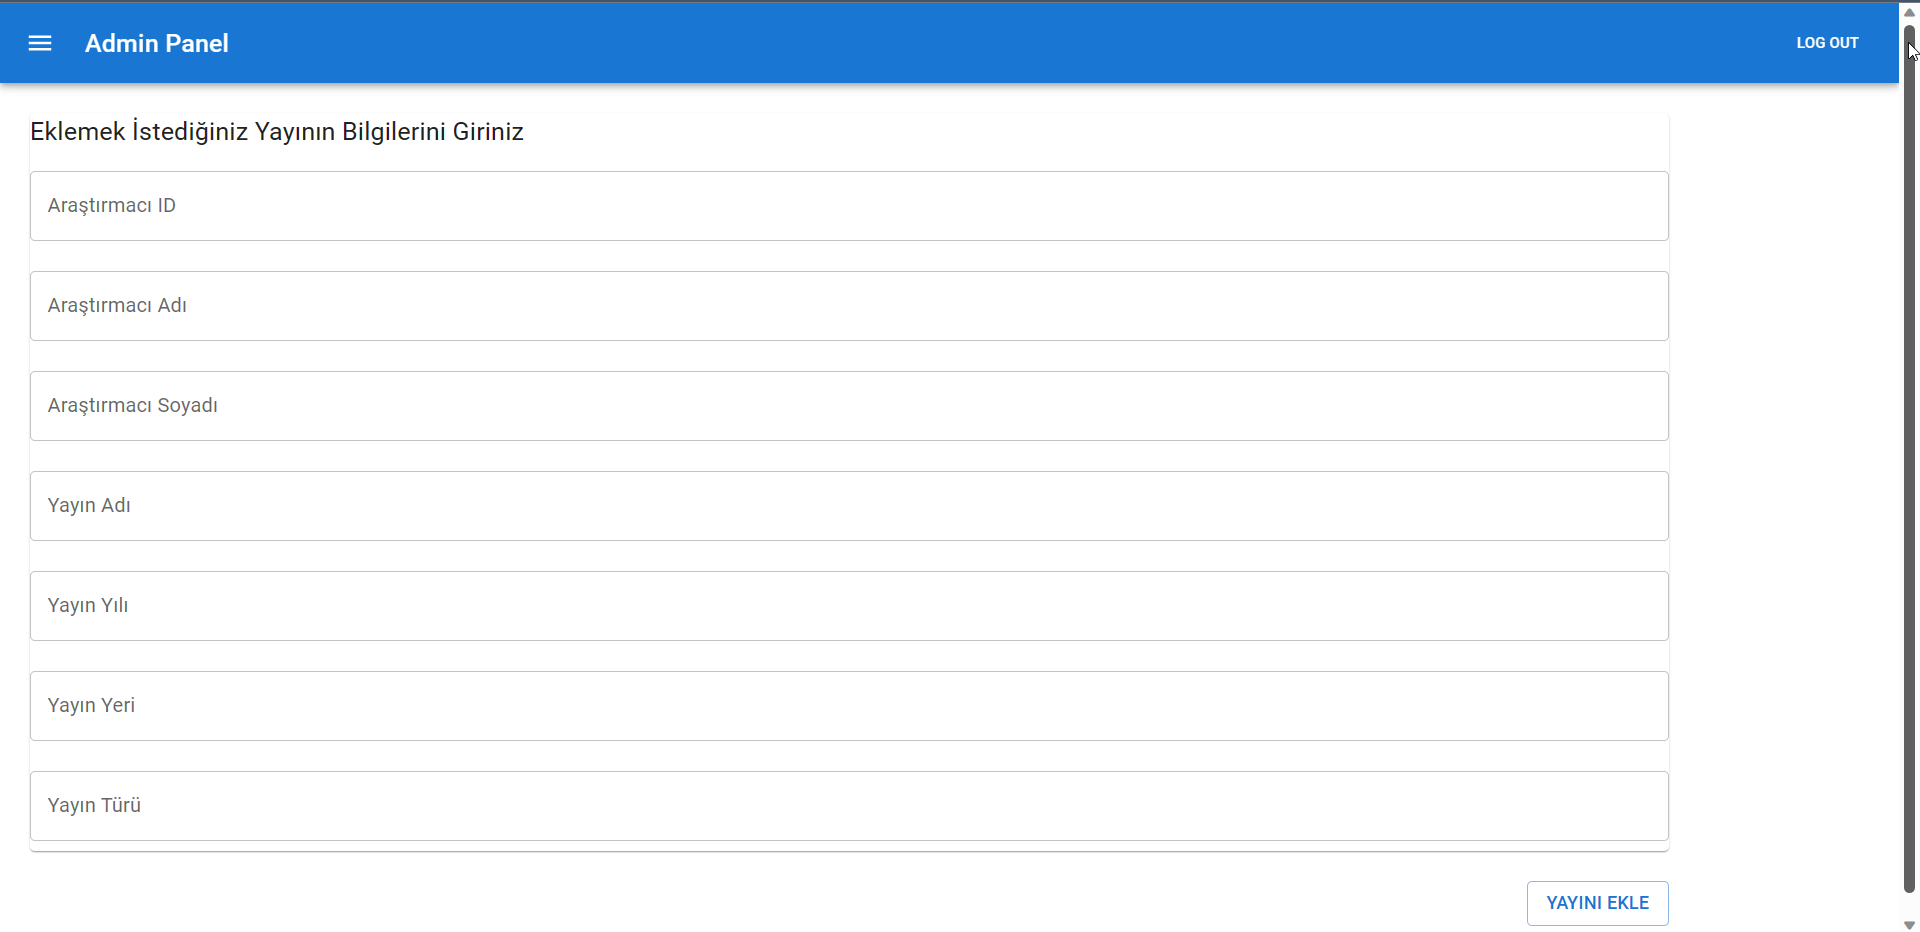 Admin Panel
LOG OUT
Eklemek İstediğiniz Yayının Bilgilerini Giriniz
Araştırmacı ID
Araştırmacı Adı
Araştırmacı Soyadı
Yayın Adı
Yayın Yılı
Yayın Yeri
Yayın Türü
YAYINI EKLE